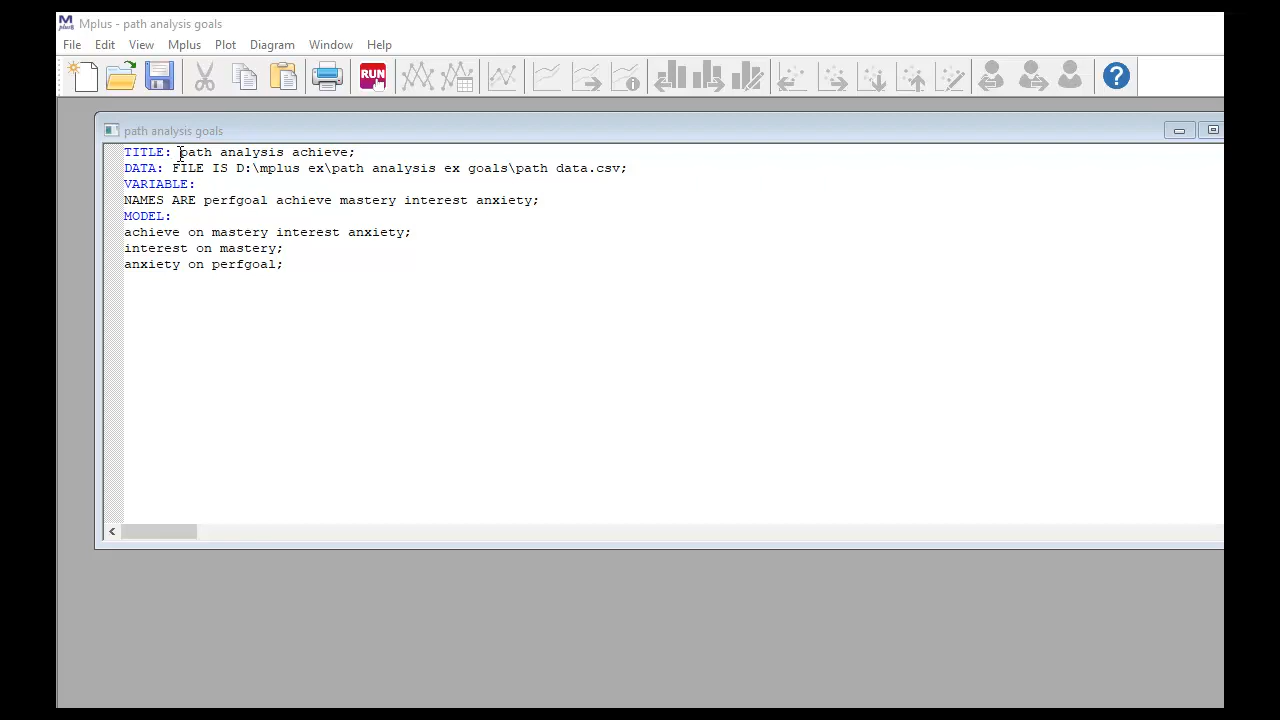 Mplus - path analysis goals
File Edit View Mplus Plot Diagram Window Help
RUN
path analysis goals
TITLE: path analysis achieve;
DATA: FILE IS D:\mplus ex\path analysis ex goals\path data.csv;
VARIABLE:
NAMES ARE perfgoal achieve mastery interest anxiety;
MODEL:
achieve on mastery interest anxiety;
interest on mastery;
anxiety on perfgoal;